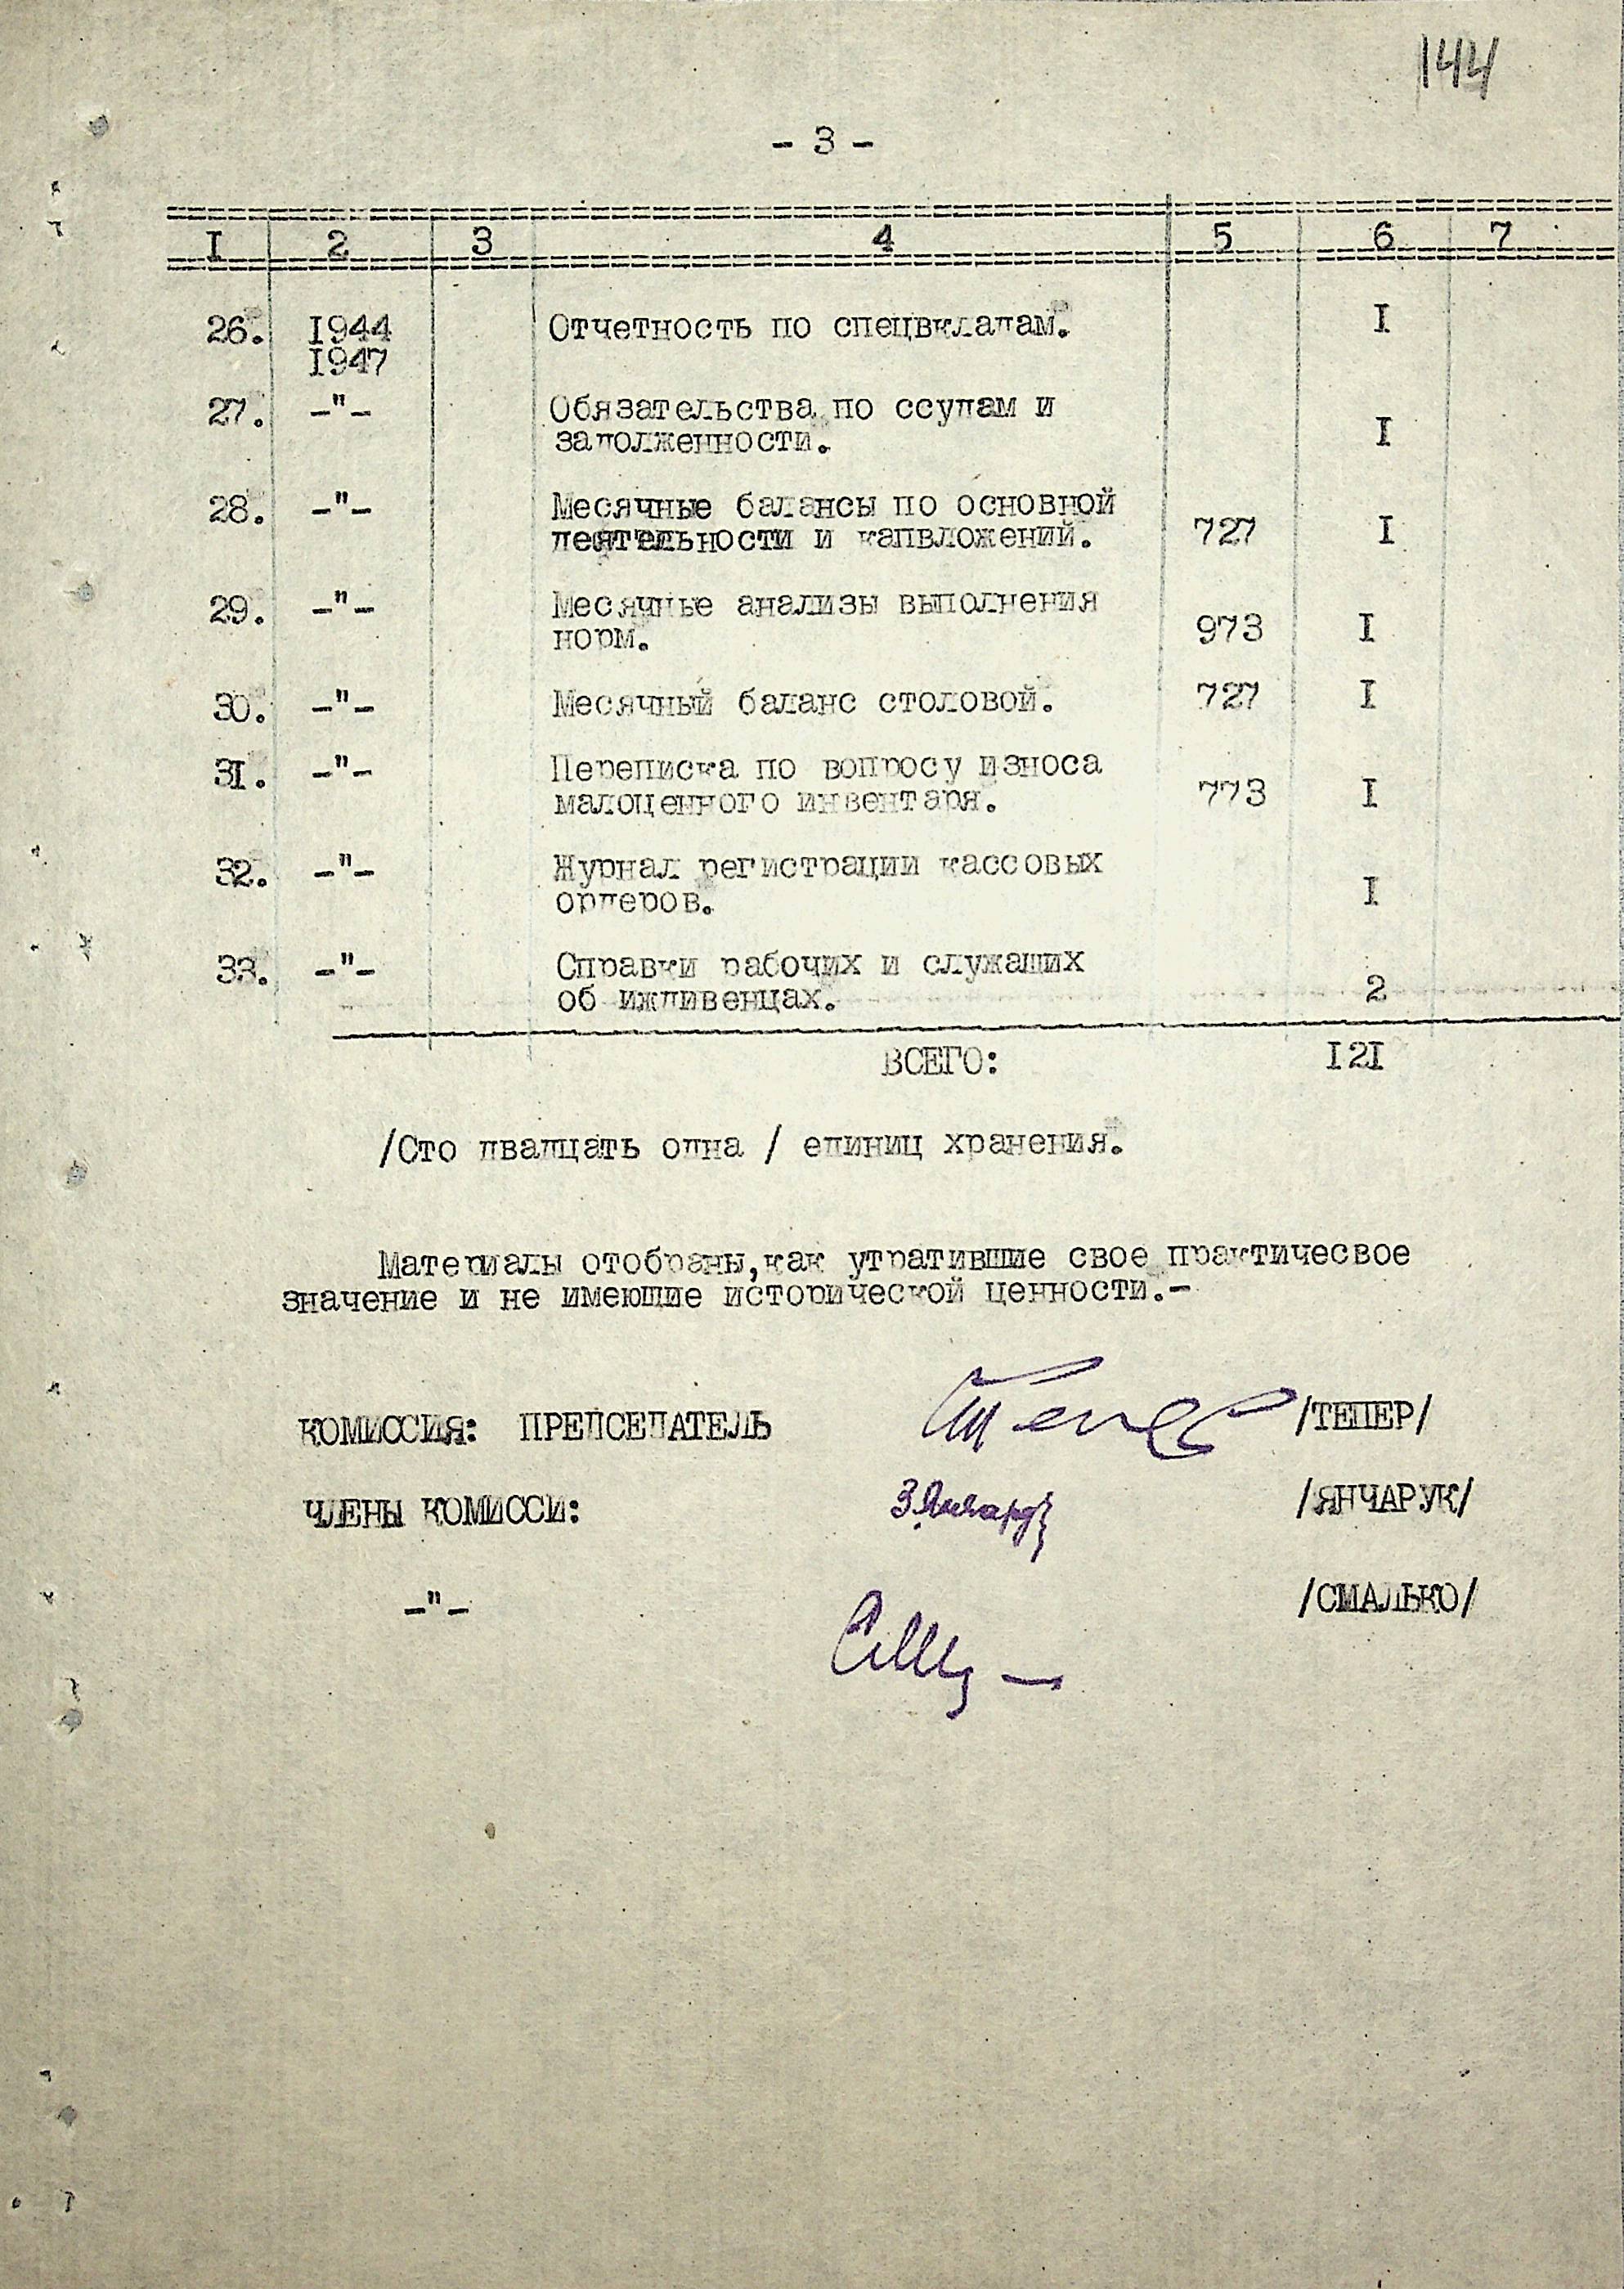 144
- 3 -
I 2 3 4 5 6 7
26. I944 Отчетность по спецвкладам. I
I947
27. -"- Обязательства по ссудам и
задолженности. I
28. -"- Месячные балансы по основной
деятельности и капвложений. 727 I
29. -"- Месячные анализы выполнения
норм. 973 I
30. -"- Месячный баланс столовой. 727 I
3I. -"- Переписка по вопросу износа
малоценного инвентаря. 773 I
32. -"- Журнал регистрации кассовых
ордеров. I
33. -"- Справки рабочих и служащих
об иждивенцах. 2
ВСЕГО: I2I
/Сто двадцать одна / единиц хранения.
Материалы отобраны,как утратившие свое практичесвое
значение и не имеющие исторической ценности.-
КОМИССИЯ: ПРЕДСЕДАТЕЛЬ /ТЕПЕР/
ЧЛЕНЫ КОМИССИ: /ЯНЧАРУК/
-"- /СМАЛЬКО/